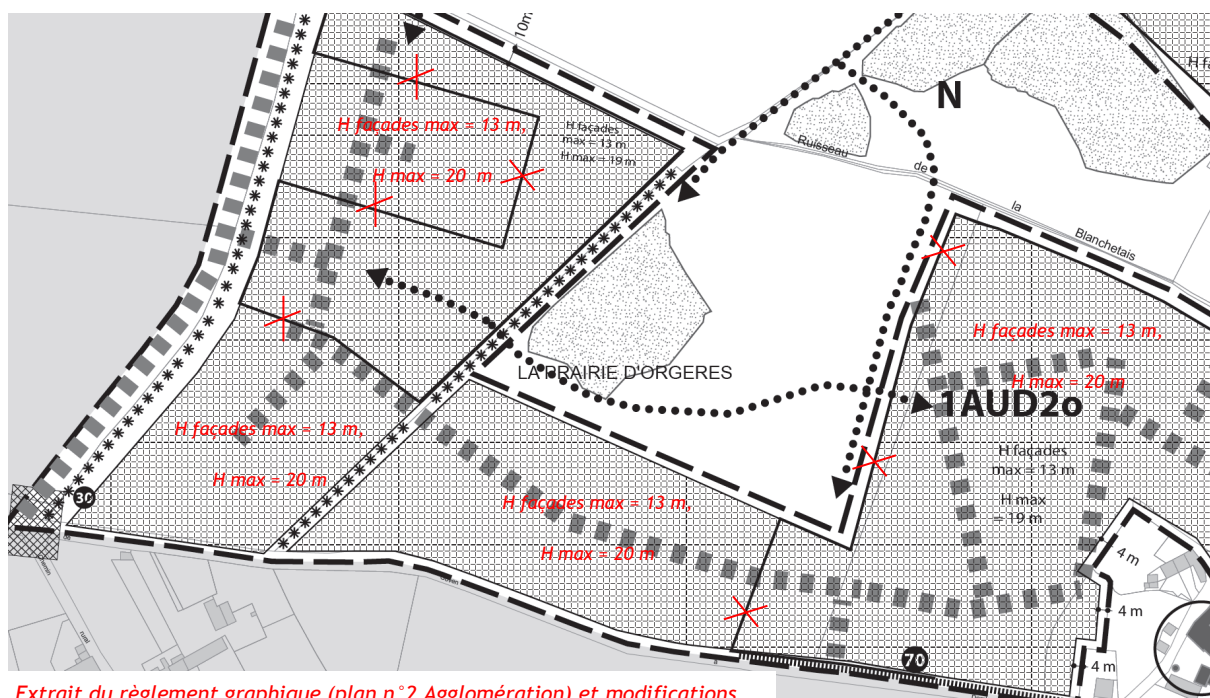 10m
H fa
N
H façades max = 13 m,
H façades
max = 13 m
H max = 19 m
H max = 20 m
Ruisseau
de
la
Blanchetais
H façades max = 13 m,
LA PRAIRIE D'ORGERES
H max = 20 m
1AUD2o
H façades max = 13 m,
H façades
max = 13 m
H max = 20 m
H max
= 19 m
30
H façades max = 13 m,
H max = 20 m
4 m
rural
4 m
70
4 m
Extrait du règlement graphique (plan n°2 Agglomération) et modifications